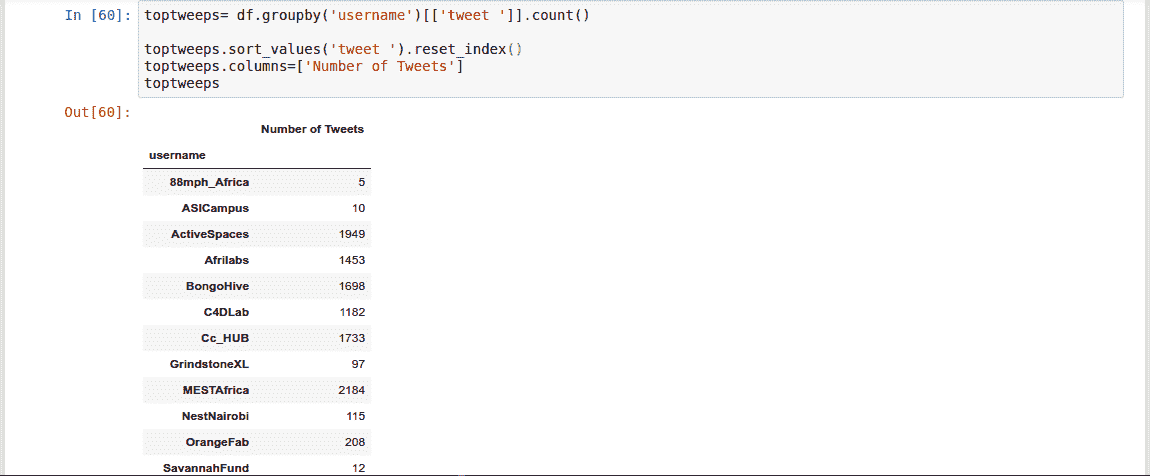 In [60]: toptweeps= df.groupby('username')[['tweet ']].count()
toptweeps.sort_values('tweet ').reset_index()
toptweeps.columns=['Number of Tweets']
toptweeps
Out[60]:
Number of Tweets
username
88mph_Africa 5
ASICampus 10
ActiveSpaces 1949
Afrilabs 1453
BongoHive 1698
C4DLab 1182
Cc_HUB 1733
GrindstoneXL 97
MESTAfrica 2184
NestNairobi 115
OrangeFab 208
SavannahFund 12